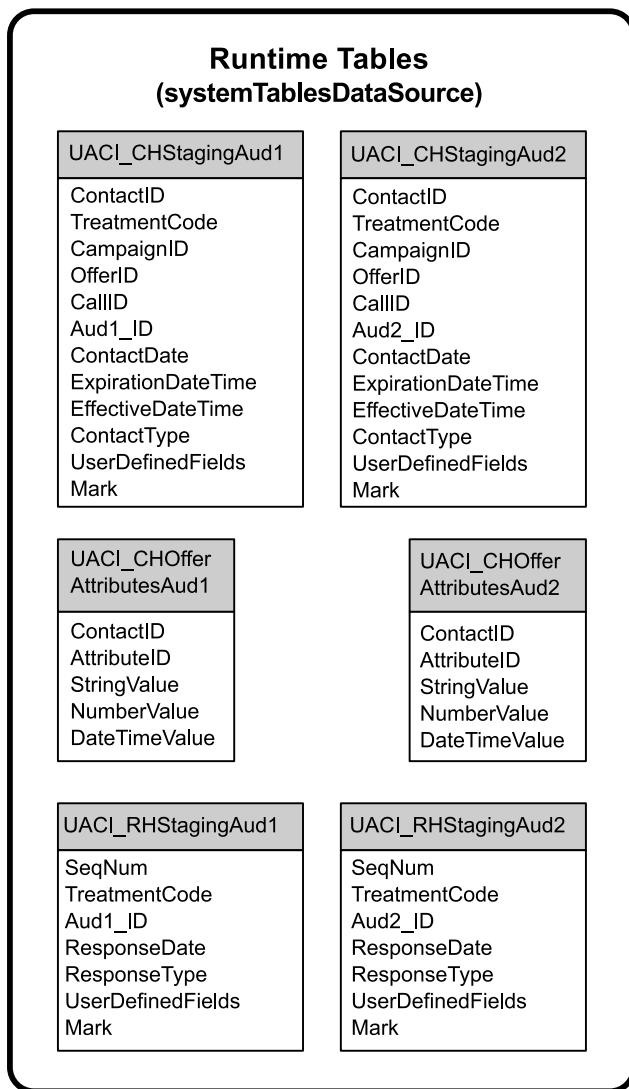 Runtime Tables
(systemTablesDataSource)
UACI_CHStagingAud1
ContactID
TreatmentCode
CampaignID
OfferID
CallID
Aud1_ID
ContactDate
ExpirationDateTime
EffectiveDateTime
ContactType
UserDefinedFields
Mark
UACI_CHStagingAud2
ContactID
TreatmentCode
CampaignID
OfferID
CallID
Aud2_ID
ContactDate
ExpirationDateTime
EffectiveDateTime
ContactType
UserDefinedFields
Mark
UACI_CHOffer
AttributesAud1
ContactID
AttributeID
StringValue
NumberValue
DateTimeValue
UACI_CHOffer
AttributesAud2
ContactID
AttributeID
StringValue
NumberValue
DateTimeValue
UACI_RHStagingAud1
SeqNum
TreatmentCode
Aud1_ID
ResponseDate
ResponseType
UserDefinedFields
Mark
UACI_RHStagingAud2
SeqNum
TreatmentCode
Aud2_ID
ResponseDate
ResponseType
UserDefinedFields
Mark